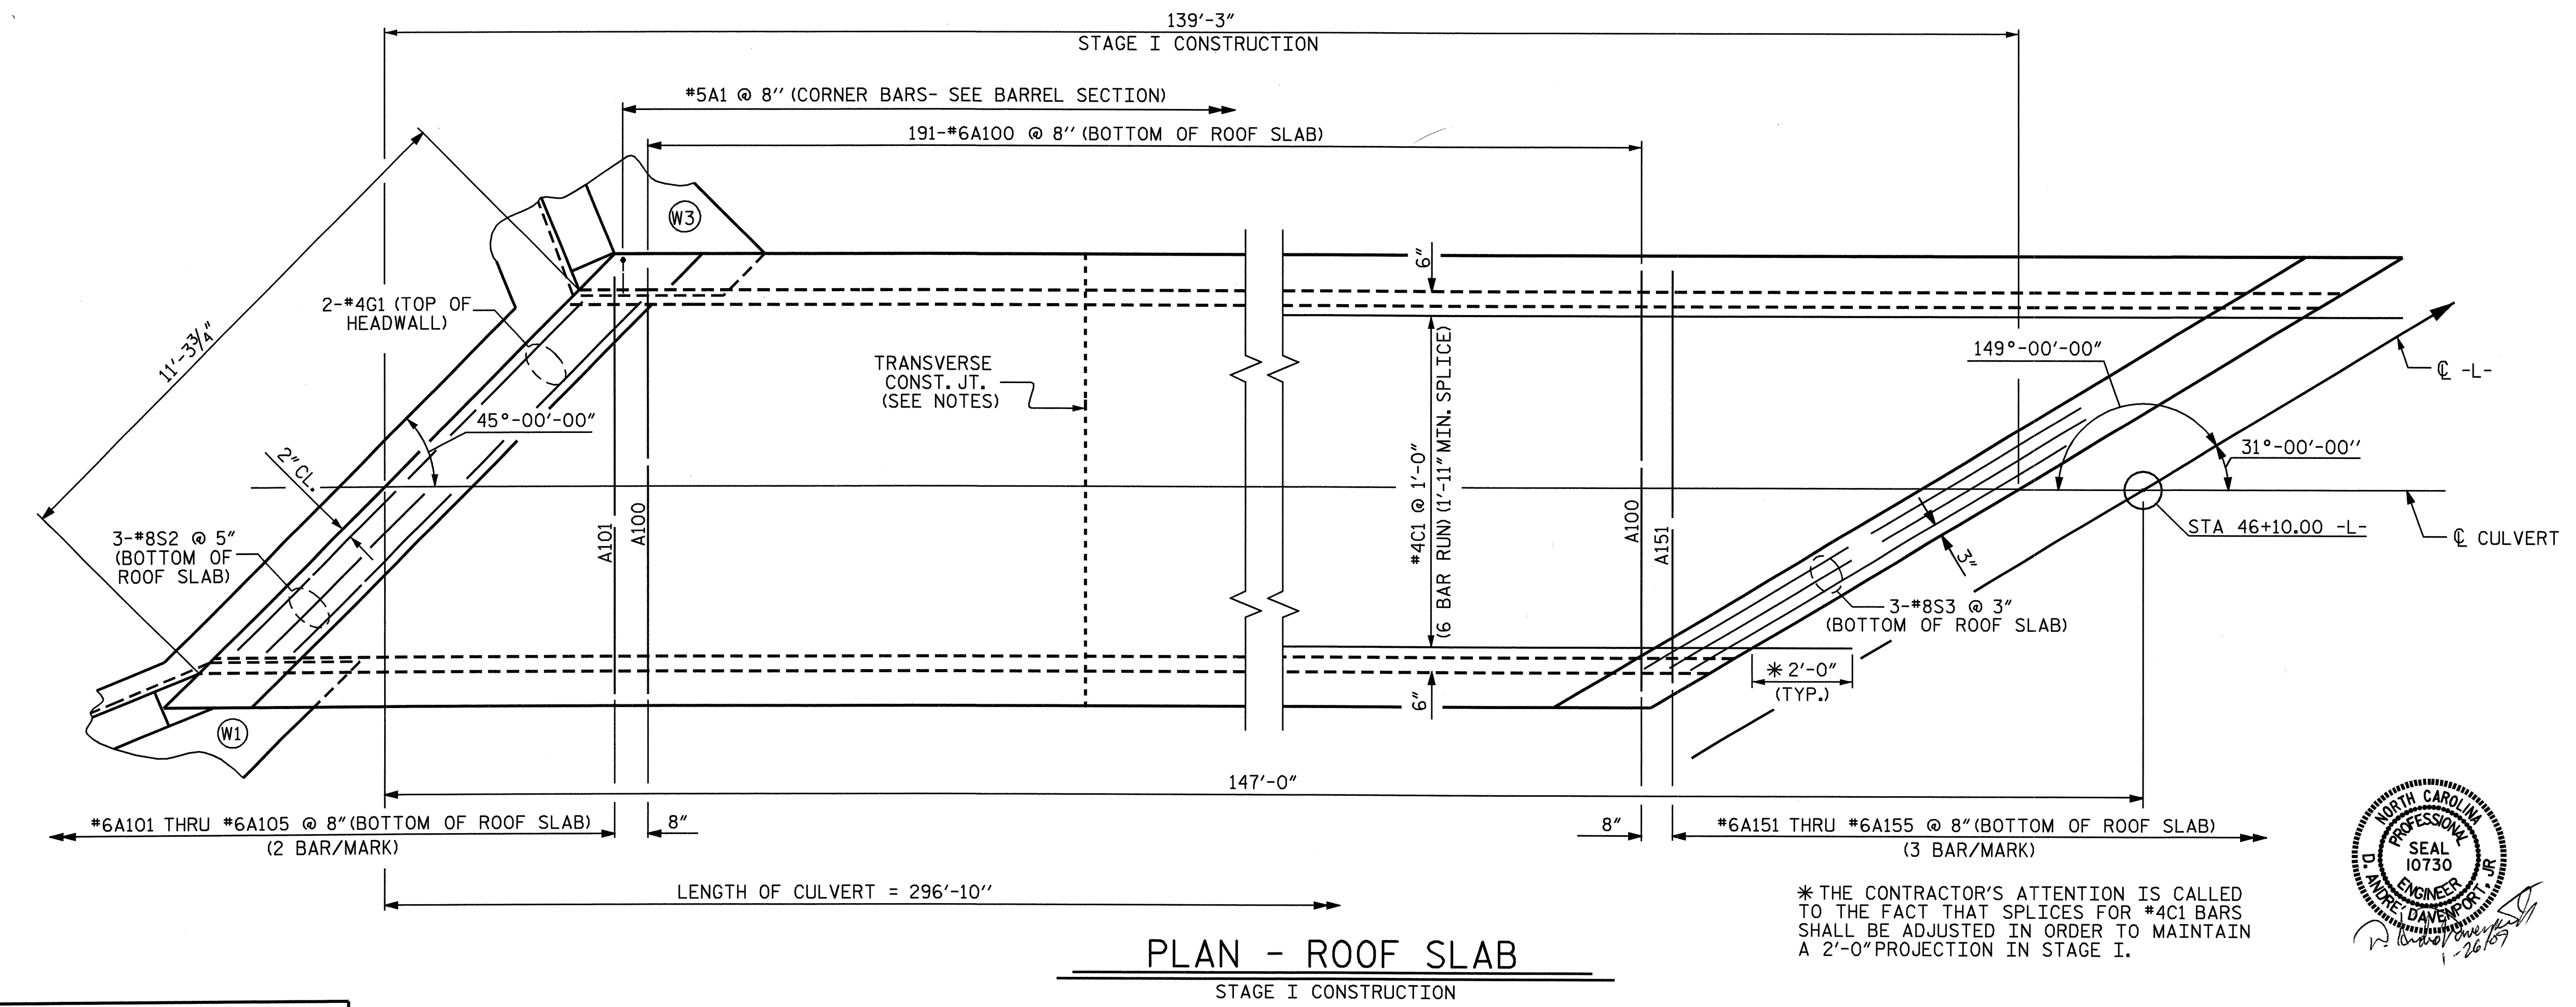 139'-3"
STAGE I CONSTRUCTION
#5A1 @ 8" (CORNER BARS- SEE BARREL SECTION)
191-#6A100 @ 8" (BOTTOM OF ROOF SLAB)
W3
11'-3¾"
2-#4G1 (TOP OF
HEADWALL)
6"
TRANSVERSE
CONST. JT.
(SEE NOTES)
#4C1 @ 1'-0"
(6 BAR RUN) (1'-11" MIN. SPLICE)
149°-00'-00"
℄ -L-
45°-00'-00"
31°-00'-00"
2" CL.
A101
A100
A100
A151
STA 46+10.00 -L-
℄ CULVERT
3-#8S2 @ 5"
(BOTTOM OF
ROOF SLAB)
3"
3-#8S3 @ 3"
(BOTTOM OF ROOF SLAB)
* 2'-0"
(TYP.)
6"
W1
147'-0"
#6A101 THRU #6A105 @ 8" (BOTTOM OF ROOF SLAB)
(2 BAR/MARK)
8"
8"
#6A151 THRU #6A155 @ 8" (BOTTOM OF ROOF SLAB)
(3 BAR/MARK)
LENGTH OF CULVERT = 296'-10"
* THE CONTRACTOR'S ATTENTION IS CALLED
TO THE FACT THAT SPLICES FOR #4C1 BARS
SHALL BE ADJUSTED IN ORDER TO MAINTAIN
A 2'-0" PROJECTION IN STAGE I.
NORTH CAROLINA
PROFESSIONAL
SEAL
10730
ENGINEER
D. ANDRE' DAVENPORT, JR
PLAN - ROOF SLAB
STAGE I CONSTRUCTION